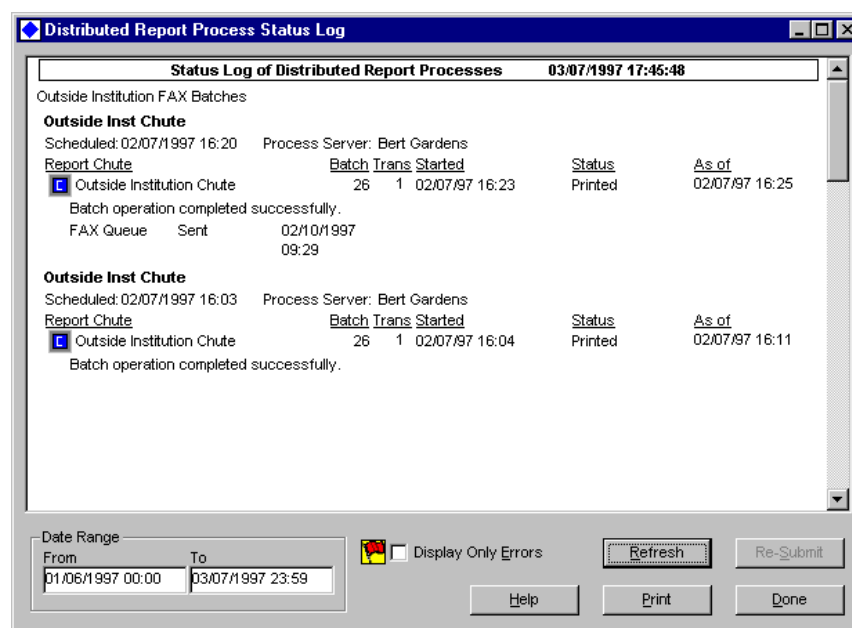 Distributed Report Process Status Log
Status Log of Distributed Report Processes 03/07/1997 17:45:48
Outside Institution FAX Batches
Outside Inst Chute
Scheduled: 02/07/1997 16:20 Process Server: Bert Gardens
Report Chute Batch Trans Started Status As of
C Outside Institution Chute 26 1 02/07/97 16:23 Printed 02/07/97 16:25
Batch operation completed successfully.
FAX Queue Sent 02/10/1997
09:29
Outside Inst Chute
Scheduled: 02/07/1997 16:03 Process Server: Bert Gardens
Report Chute Batch Trans Started Status As of
C Outside Institution Chute 26 1 02/07/97 16:04 Printed 02/07/97 16:11
Batch operation completed successfully.
Date Range
From To
01/06/1997 00:00 03/07/1997 23:59
Display Only Errors
Refresh Re-Submit
Help Print Done